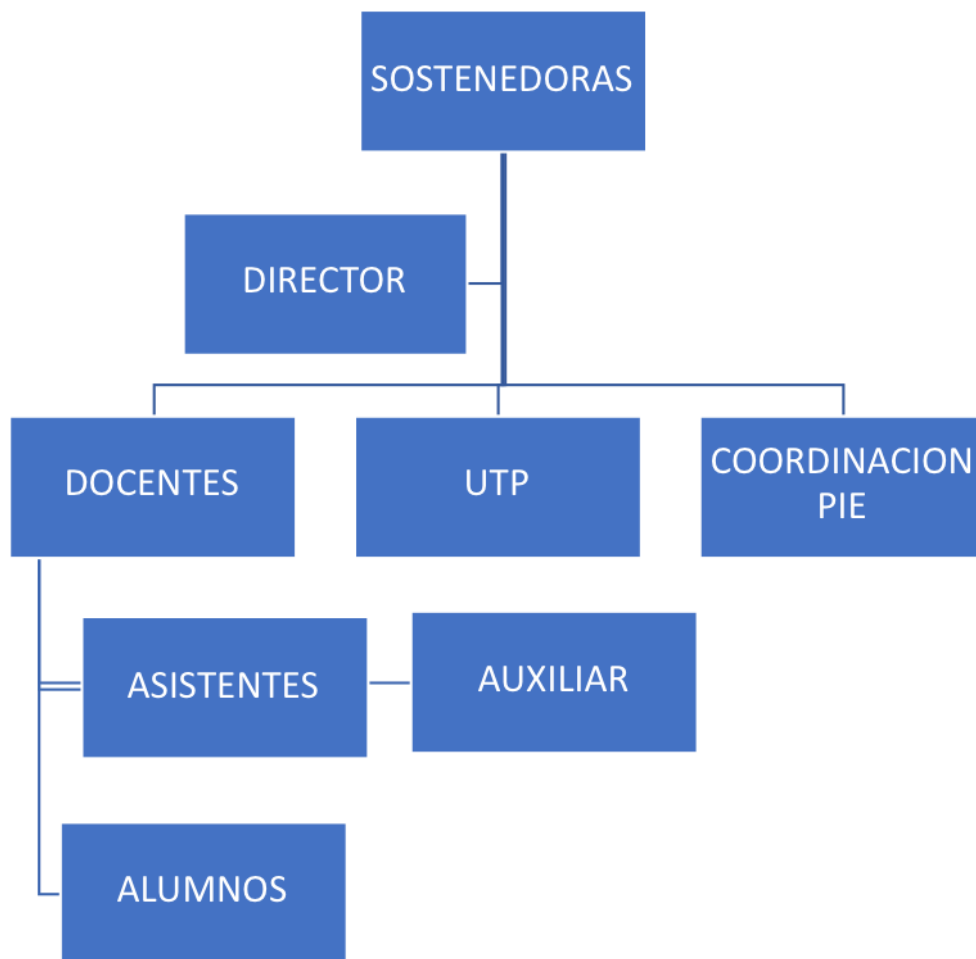 SOSTENEDORAS
DIRECTOR
DOCENTES
UTP
COORDINACION
PIE
ASISTENTES
AUXILIAR
ALUMNOS